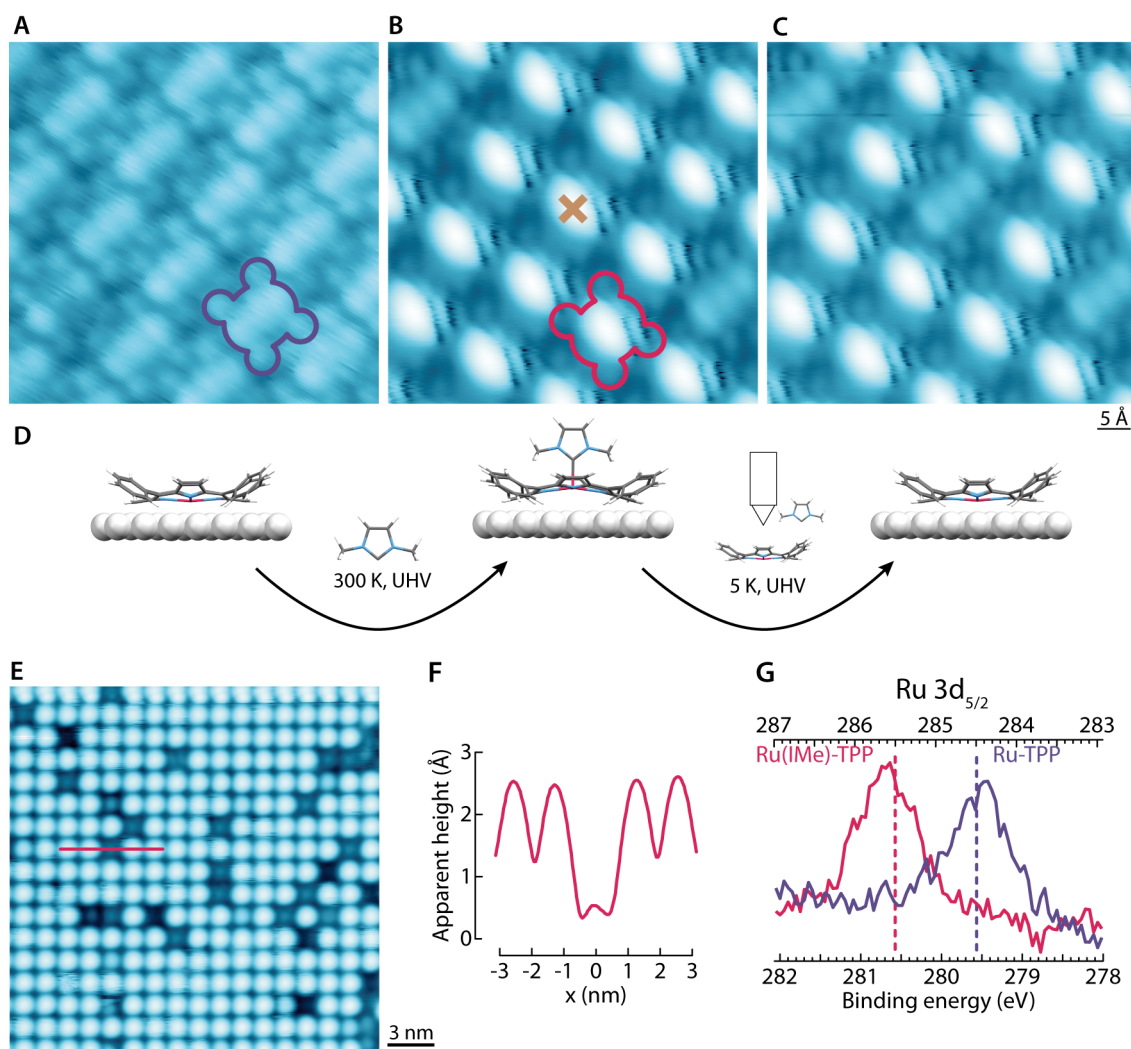 A
B
C
5 Å
D
300 K, UHV
5 K, UHV
E
3 nm
F
Apparent height (Å)
3
2
1
0
-3 -2 -1 0 1 2 3
x (nm)
G
Ru 3d5/2
287 286 285 284 283
Ru(IMe)-TPP
Ru-TPP
282 281 280 279 278
Binding energy (eV)